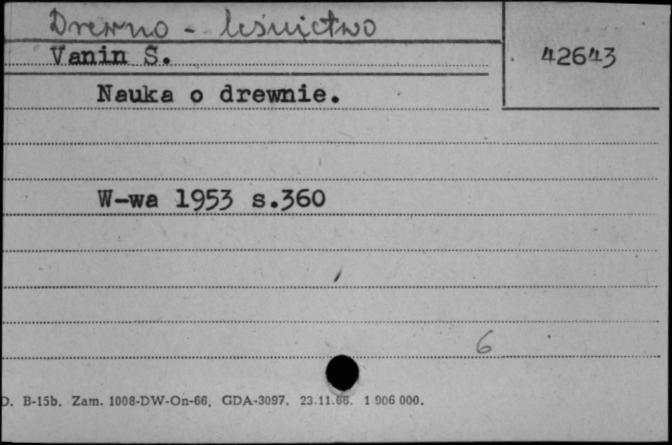 Drewno - leśnictwo
Vanin S.
42643
Nauka o drewnie.
W-wa 1953 s.360
6
D. B-15b. Zam. 1008-DW-On-66. GDA-3097. 23.11.66. 1 906 000.